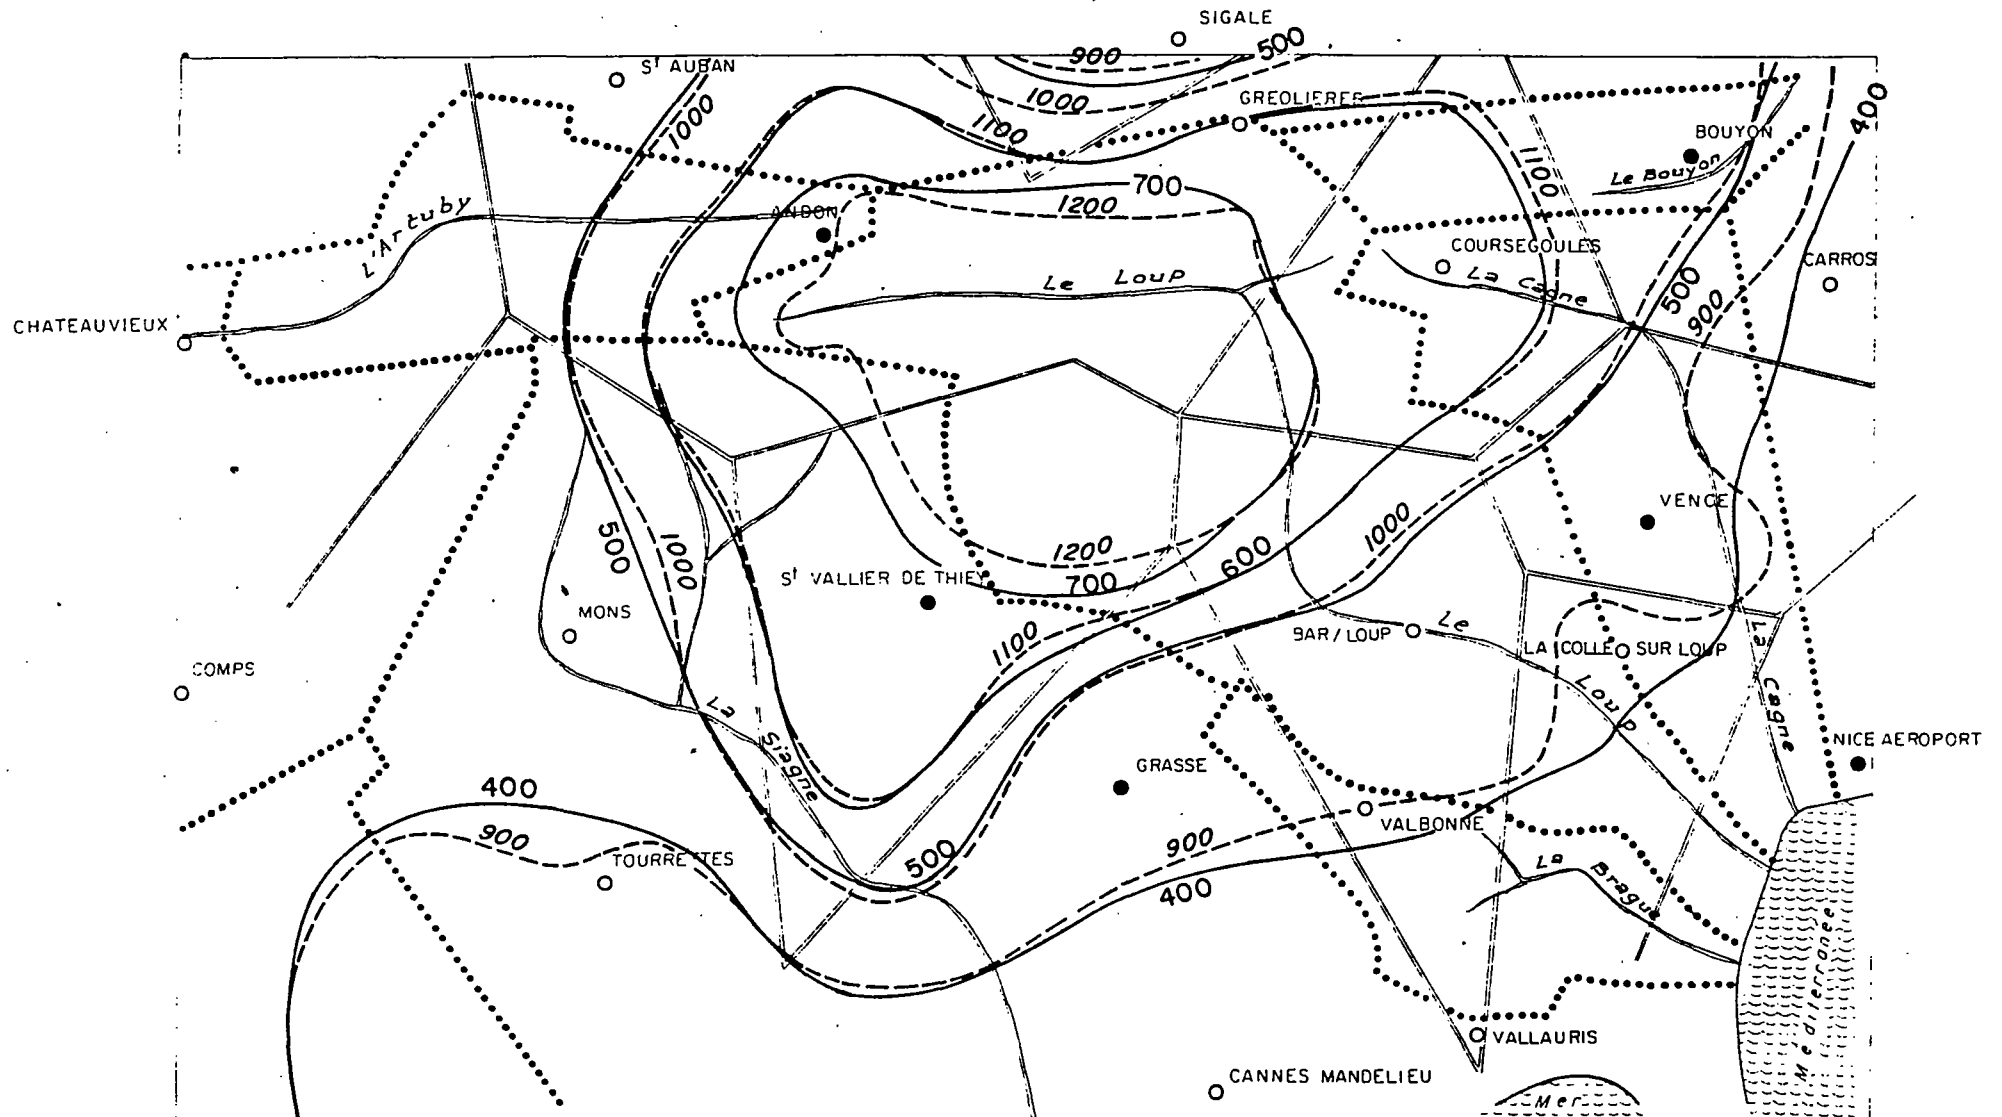 SIGALE
500
900
St AUBAN
1000
1000
GREOLIERES
400
1100
BOUYON
1100
Le Bouyon
700
1200
L'Artuby
ANDON
COURSEGOULES
CARROS
La Cagne
Le Loup
500
900
CHATEAUVIEUX
VENCE
1000
500
1000
1200
600
St VALLIER DE THIEY
700
MONS
1100
BAR/LOUP
Le
Loup
LA COLLE SUR LOUP
La
Cagne
COMPS
La
Siagne
NICE AEROPORT
GRASSE
400
900
VALBONNE
900
500
TOURRETTES
La
Brague
400
Méditerranée
VALLAURIS
CANNES MANDELIEU
Mer